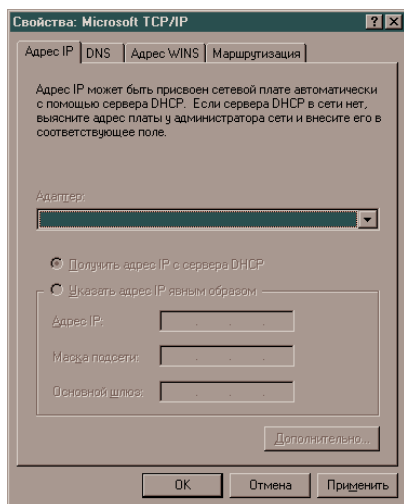 Свойства: Microsoft TCP/IP
Адрес IP DNS Адрес WINS Маршрутизация
Адрес IP может быть присвоен сетевой плате автоматически
с помощью сервера DHCP. Если сервера DHCP в сети нет,
выясните адрес платы у администратора сети и внесите его в
соответствующее поле.
Адаптер:
Получить адрес IP с сервера DHCP
Указать адрес IP явным образом
Адрес IP:
Маска подсети:
Основной шлюз:
Дополнительно...
OK Отмена Применить